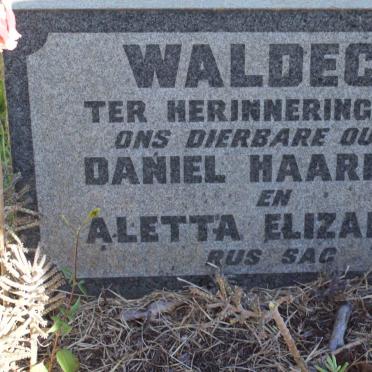 WALDEC
TER HERINNERING
ONS DIERBARE OU
DANIEL HAAR
EN
ALETTA ELIZA
RUS SAG